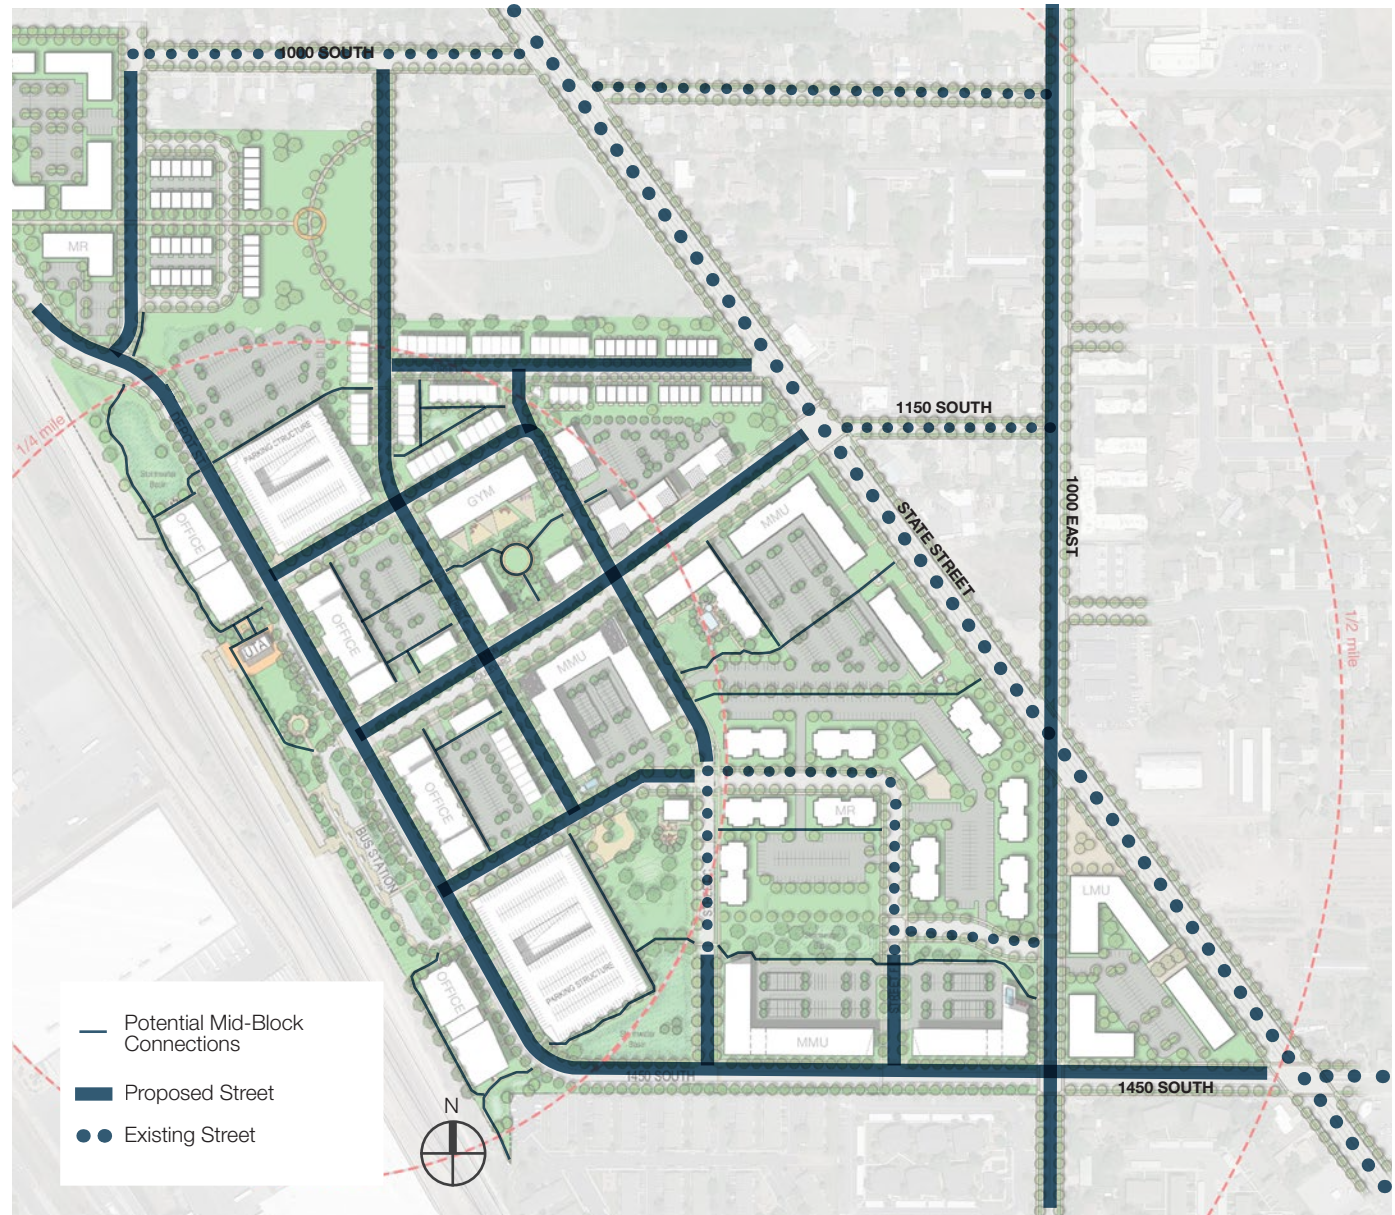 1000 SOUTH
MR
1/4 mile
PARKING STRUCTURE
1150 SOUTH
GYM
OFFICE
MMU
STATE STREET
1000 EAST
1/2 mile
OFFICE
UTA
MMU
OFFICE
MR
BUS STATION
LMU
PARKING STRUCTURE
OFFICE
MMU
1450 SOUTH
1450 SOUTH
Potential Mid-Block
Connections
Proposed Street
Existing Street
N